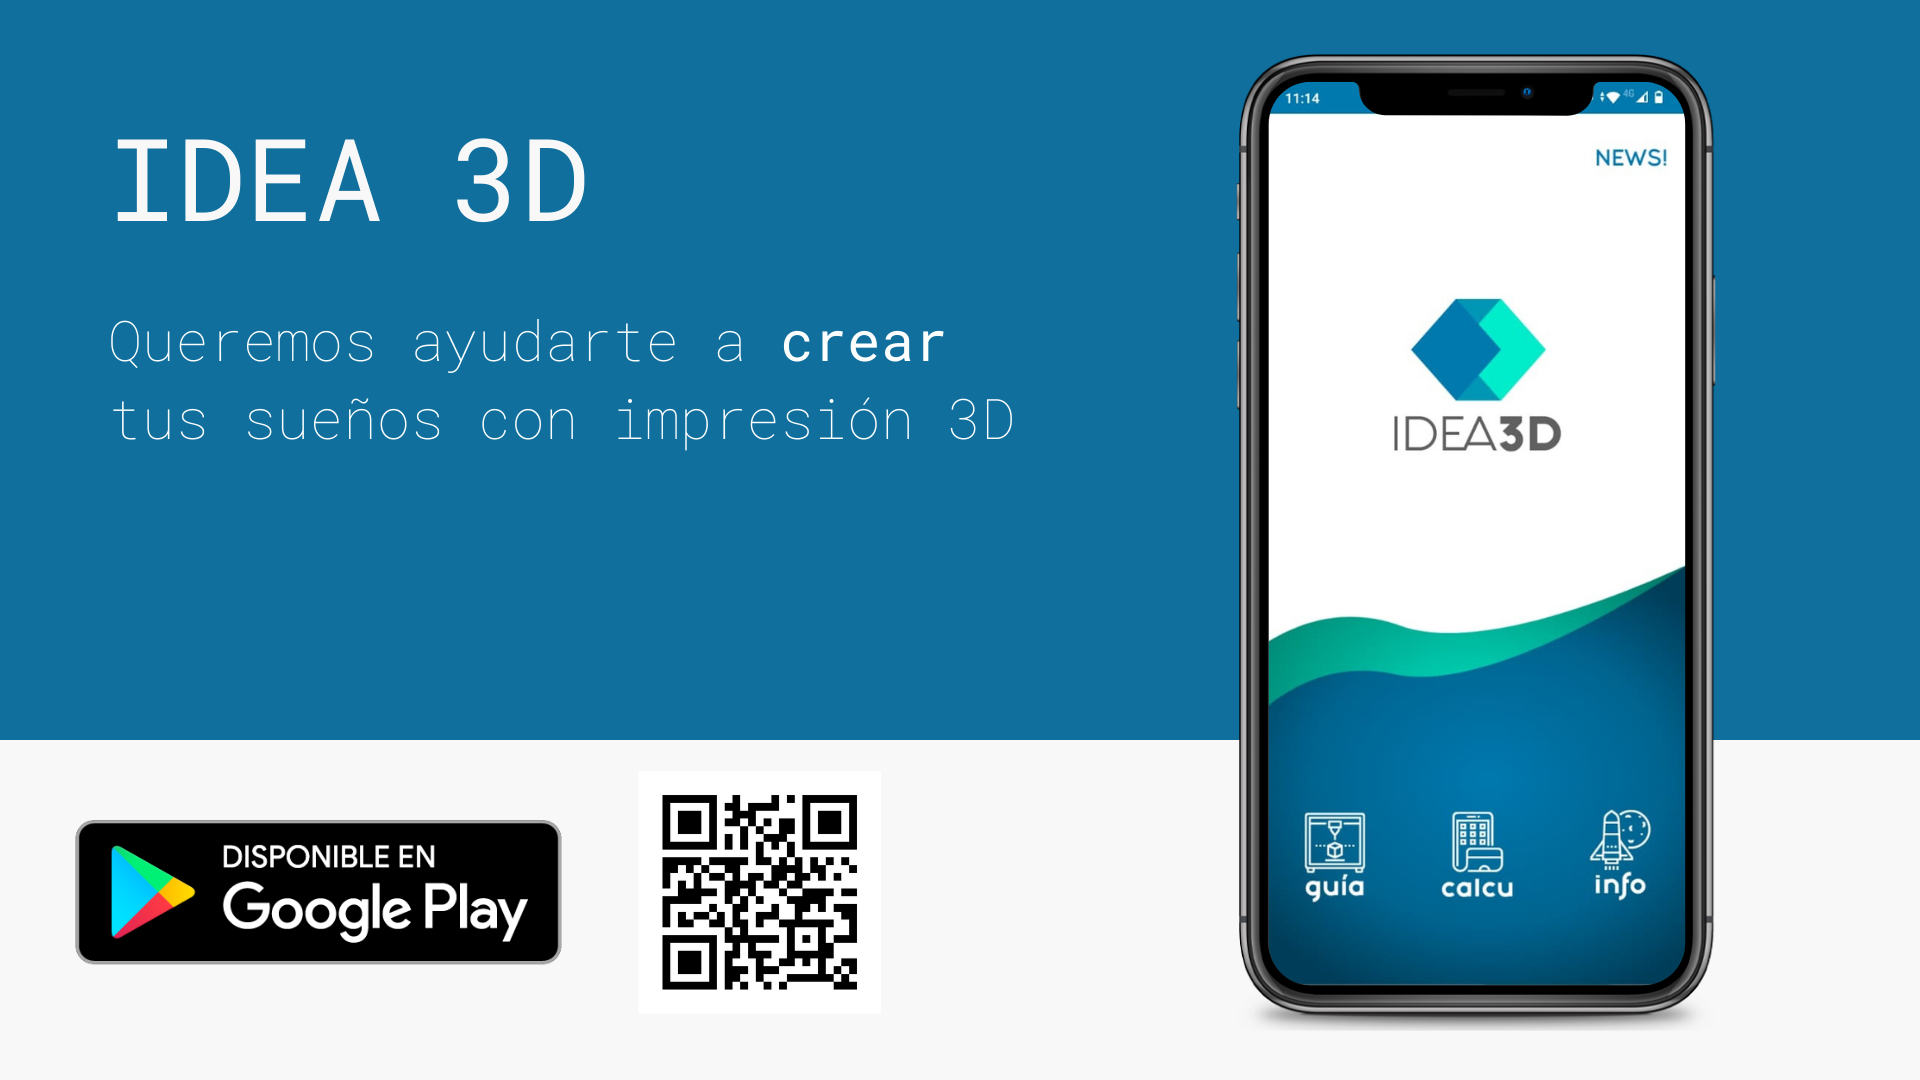 IDEA 3D
Queremos ayudarte a crear
tus sueños con impresión 3D
DISPONIBLE EN
Google Play
11:14
4G
NEWS!
IDEA3D
guía
calcu
info